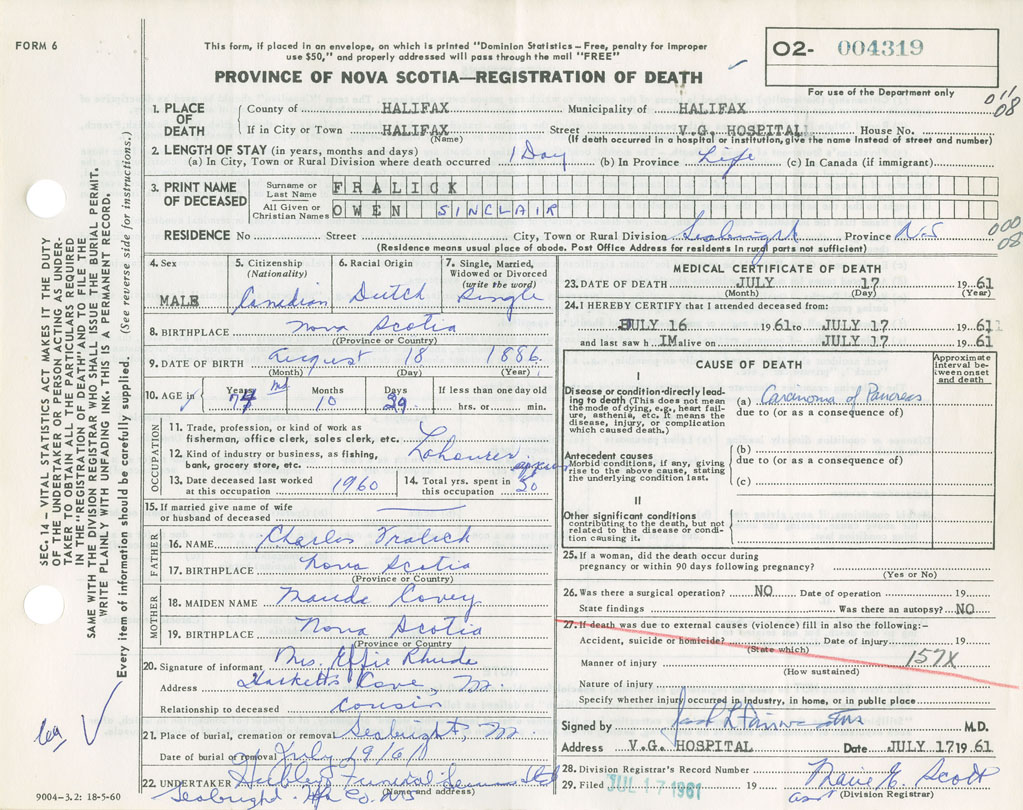 FORM 6
This form, if placed in an envelope, on which is printed "Dominion Statistics – Free, penalty for improper
use $50," and properly addressed will pass through the mail "FREE"
02- 004319
For use of the Department only
011
08
PROVINCE OF NOVA SCOTIA—REGISTRATION OF DEATH
1. PLACE OF DEATH
County of HALIFAX Municipality of HALIFAX
If in City or Town HALIFAX Street V.G. HOSPITAL House No.
(Name) (If death occurred in a hospital or institution, give the name instead of street and number)
2. LENGTH OF STAY (in years, months and days)
(a) In City, Town or Rural Division where death occurred 1 Day (b) In Province Life (c) In Canada (if immigrant)
3. PRINT NAME OF DECEASED
Surname or Last Name FRALICK
All Given or Christian Names OWEN SINCLAIR
RESIDENCE No Street City, Town or Rural Division Seabright Province N.S
000
08
(Residence means usual place of abode. Post Office Address for residents in rural parts not sufficient)
4. Sex MALE
5. Citizenship (Nationality) Canadian
6. Racial Origin Dutch
7. Single, Married, Widowed or Divorced (write the word) Single
8. BIRTHPLACE Nova Scotia
(Province or Country)
9. DATE OF BIRTH August 18 1886
(Month) (Day) (Year)
10. AGE in Years 74 Months 10 Days 29 If less than one day old
hrs. or min.
OCCUPATION
11. Trade, profession, or kind of work as
fisherman, office clerk, sales clerk, etc.
12. Kind of industry or business, as fishing,
bank, grocery store, etc.
13. Date deceased last worked
at this occupation 1960
14. Total yrs. spent in
this occupation 50
15. If married give name of wife
or husband of deceased
FATHER
16. NAME Charles Fralick
17. BIRTHPLACE Nova Scotia
(Province or Country)
MOTHER
18. MAIDEN NAME Maude Covey
19. BIRTHPLACE Nova Scotia
(Province or Country)
20. Signature of informant Mrs. Effie Rhude
Address Hacketts Cove,
Relationship to deceased Cousin
21. Place of burial, cremation or removal Seabright,
Date of burial or removal July 19/61
22. UNDERTAKER Hubley Funeral
(Name and address)
Seabright Hfx Co. NS
9004-3.2: 18-5-60
MEDICAL CERTIFICATE OF DEATH
23. DATE OF DEATH JULY 17 19 61
(Month) (Day) (Year)
24. I HEREBY CERTIFY that I attended deceased from:
JULY 16 19 61 to JULY 17 19 61
and last saw h IM alive on JULY 17 19 61
CAUSE OF DEATH
Approximate interval between onset and death
I
Disease or condition directly leading to death (This does not mean
the mode of dying, e.g., heart failure, asthenia, etc. It means the
disease, injury, or complication
which caused death.)
(a) Carcinoma of Pancreas
due to (or as a consequence of)
Antecedent causes
Morbid conditions, if any, giving
rise to the above cause, stating
the underlying condition last.
(b)
due to (or as a consequence of)
(c)
II
Other significant conditions
contributing to the death, but not
related to the disease or condition causing it.
25. If a woman, did the death occur during
pregnancy or within 90 days following pregnancy?
(Yes or No)
26. Was there a surgical operation? NO Date of operation 19
State findings Was there an autopsy? NO
27. If death was due to external causes (violence) fill in also the following:-
Accident, suicide or homicide? Date of injury 19
(State which)
Manner of injury 157X
(How sustained)
Nature of injury
Specify whether injury occurred in industry, in home, or in public place
Signed by M.D.
Address V.G. HOSPITAL Date JULY 17 19 61
28. Division Registrar's Record Number
29. Filed JUL 17 1961 19 Marie E. Scott
(Division Registrar)
SEC. 14 – VITAL STATISTICS ACT MAKES IT THE DUTY
OF THE UNDERTAKER OR PERSON ACTING AS UNDERTAKER TO OBTAIN ALL THE PARTICULARS REQUIRED
IN THE "REGISTRATION OF DEATH" AND TO FILE THE
SAME WITH THE DIVISION REGISTRAR WHO SHALL ISSUE THE BURIAL PERMIT.
WRITE PLAINLY WITH UNFADING INK. THIS IS A PERMANENT RECORD.
Every item of information should be carefully supplied. (See reverse side for instructions.)